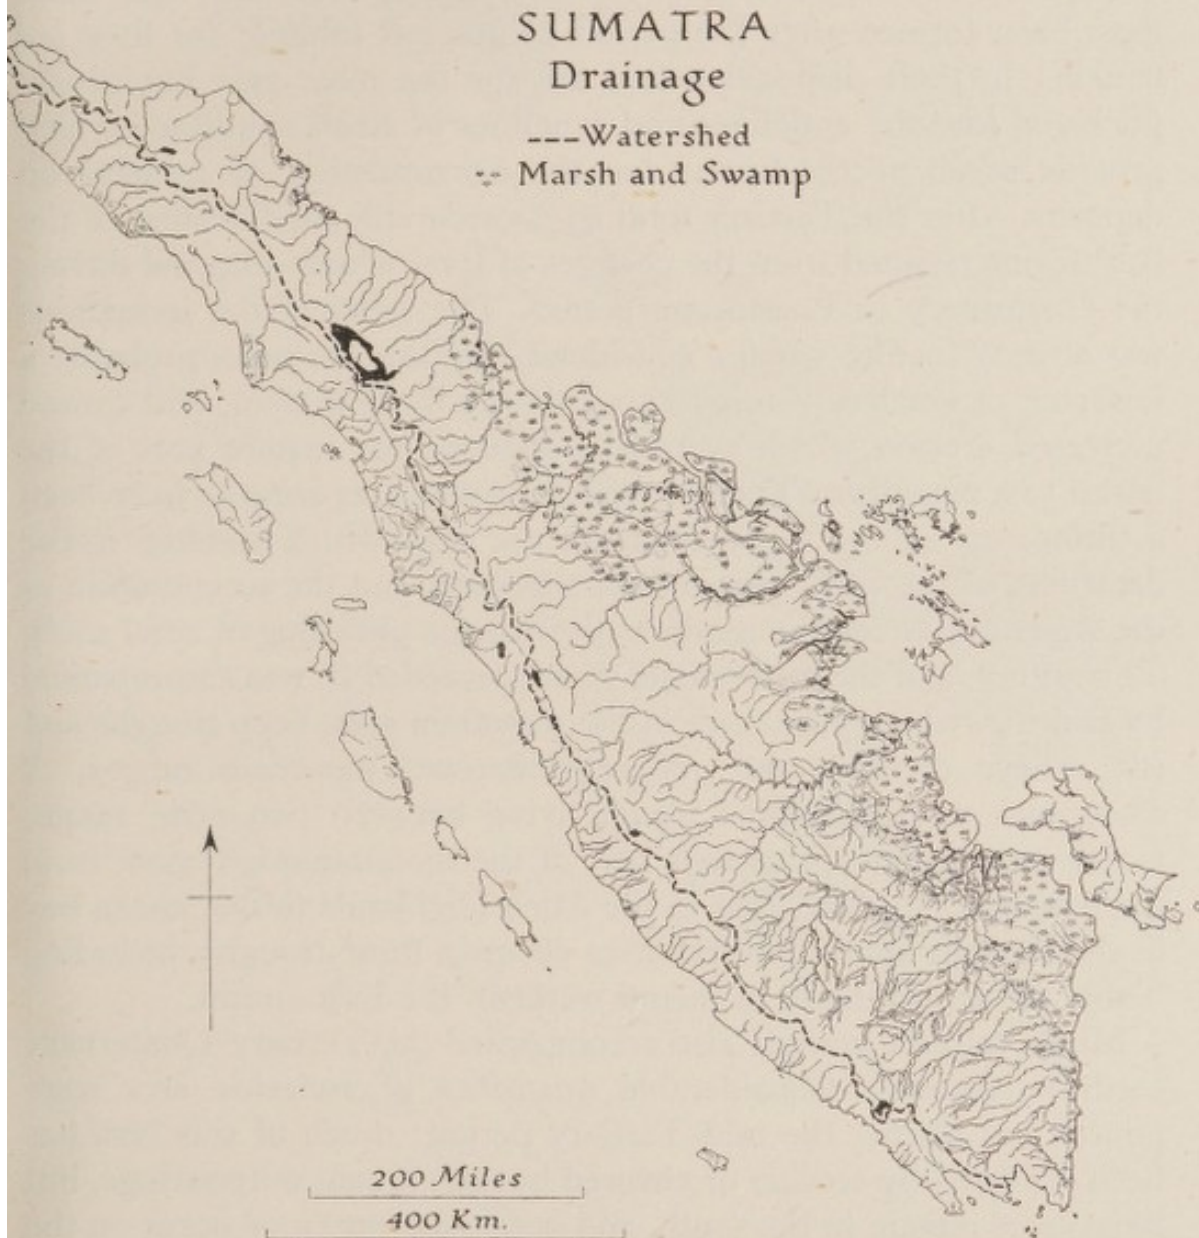 SUMATRA
Drainage
---Watershed
Marsh and Swamp
200 Miles
400 Km.